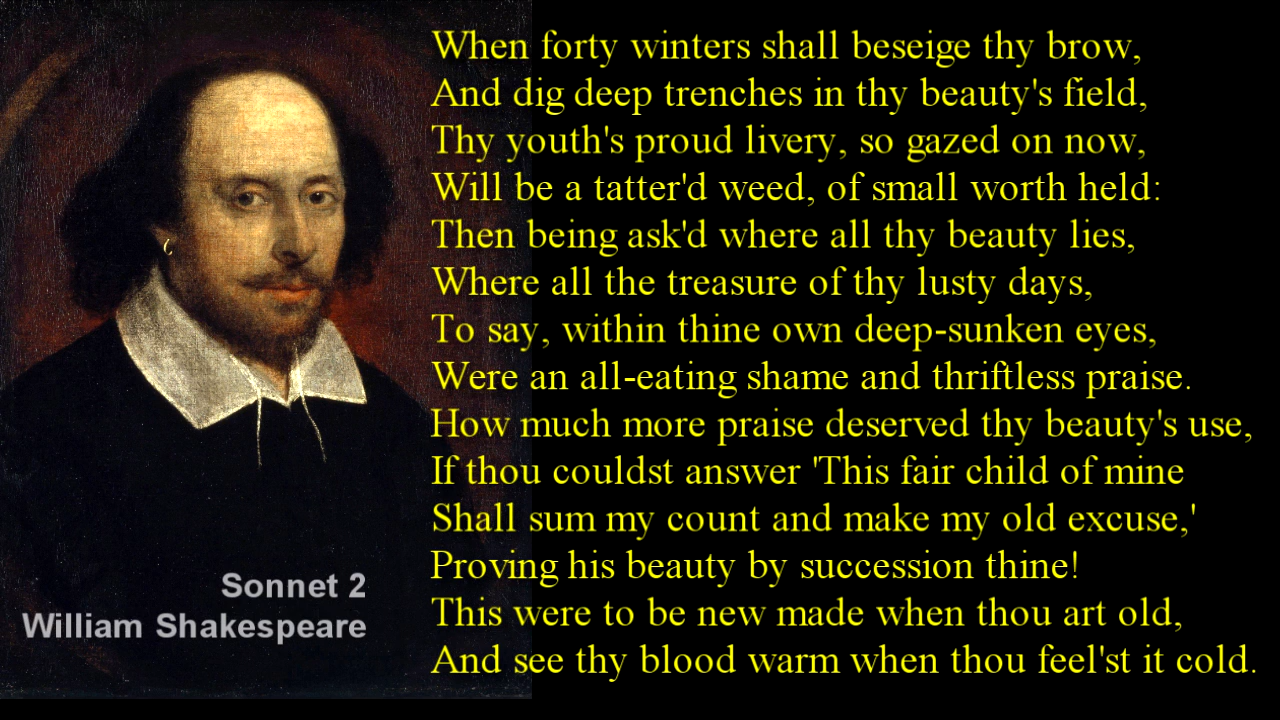 When forty winters shall beseige thy brow,
And dig deep trenches in thy beauty's field,
Thy youth's proud livery, so gazed on now,
Will be a tatter'd weed, of small worth held:
Then being ask'd where all thy beauty lies,
Where all the treasure of thy lusty days,
To say, within thine own deep-sunken eyes,
Were an all-eating shame and thriftless praise.
How much more praise deserved thy beauty's use,
If thou couldst answer 'This fair child of mine
Shall sum my count and make my old excuse,'
Proving his beauty by succession thine!
This were to be new made when thou art old,
And see thy blood warm when thou feel'st it cold.
Sonnet 2
William Shakespeare